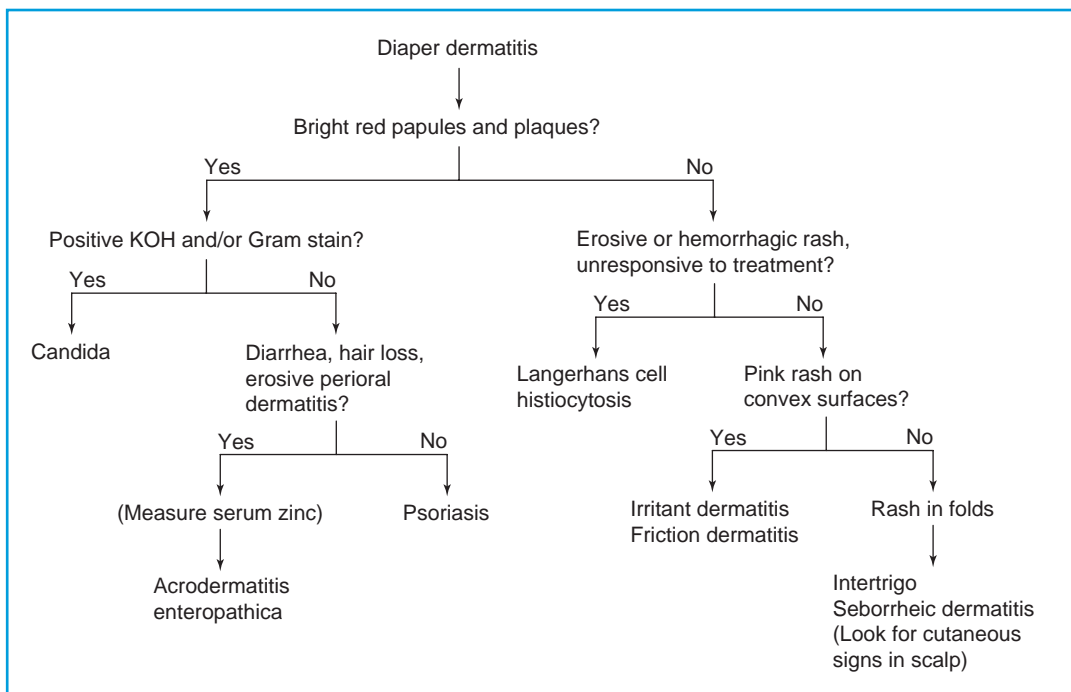 Diaper dermatitis
Bright red papules and plaques?
Yes
No
Positive KOH and/or Gram stain?
Erosive or hemorrhagic rash,
unresponsive to treatment?
Yes
No
Yes
No
Candida
Diarrhea, hair loss,
erosive perioral
dermatitis?
Langerhans cell
histiocytosis
Pink rash on
convex surfaces?
Yes
No
Yes
No
(Measure serum zinc)
Psoriasis
Irritant dermatitis
Friction dermatitis
Rash in folds
Acrodermatitis
enteropathica
Intertrigo
Seborrheic dermatitis
(Look for cutaneous
signs in scalp)